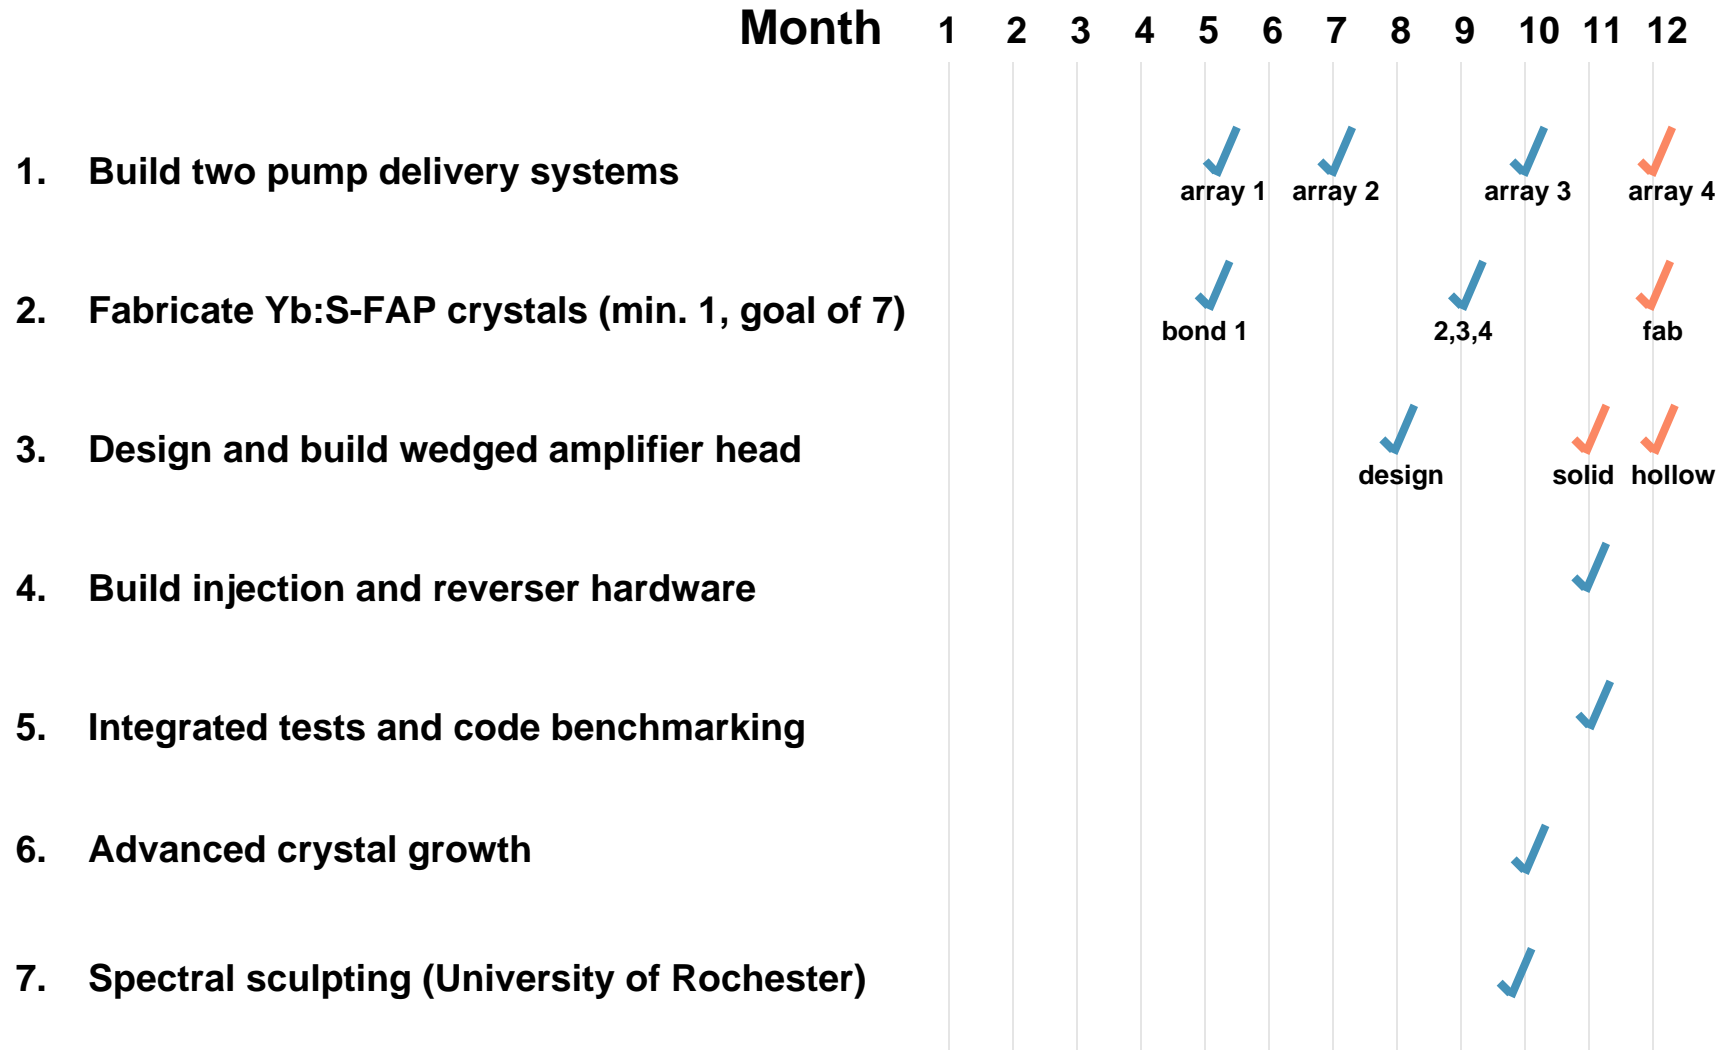 Month 1 2 3 4 5 6 7 8 9 10 11 12
1. Build two pump delivery systems
array 1 array 2 array 3 array 4
2. Fabricate Yb:S-FAP crystals (min. 1, goal of 7)
bond 1 2,3,4 fab
3. Design and build wedged amplifier head
design solid hollow
4. Build injection and reverser hardware
5. Integrated tests and code benchmarking
6. Advanced crystal growth
7. Spectral sculpting (University of Rochester)